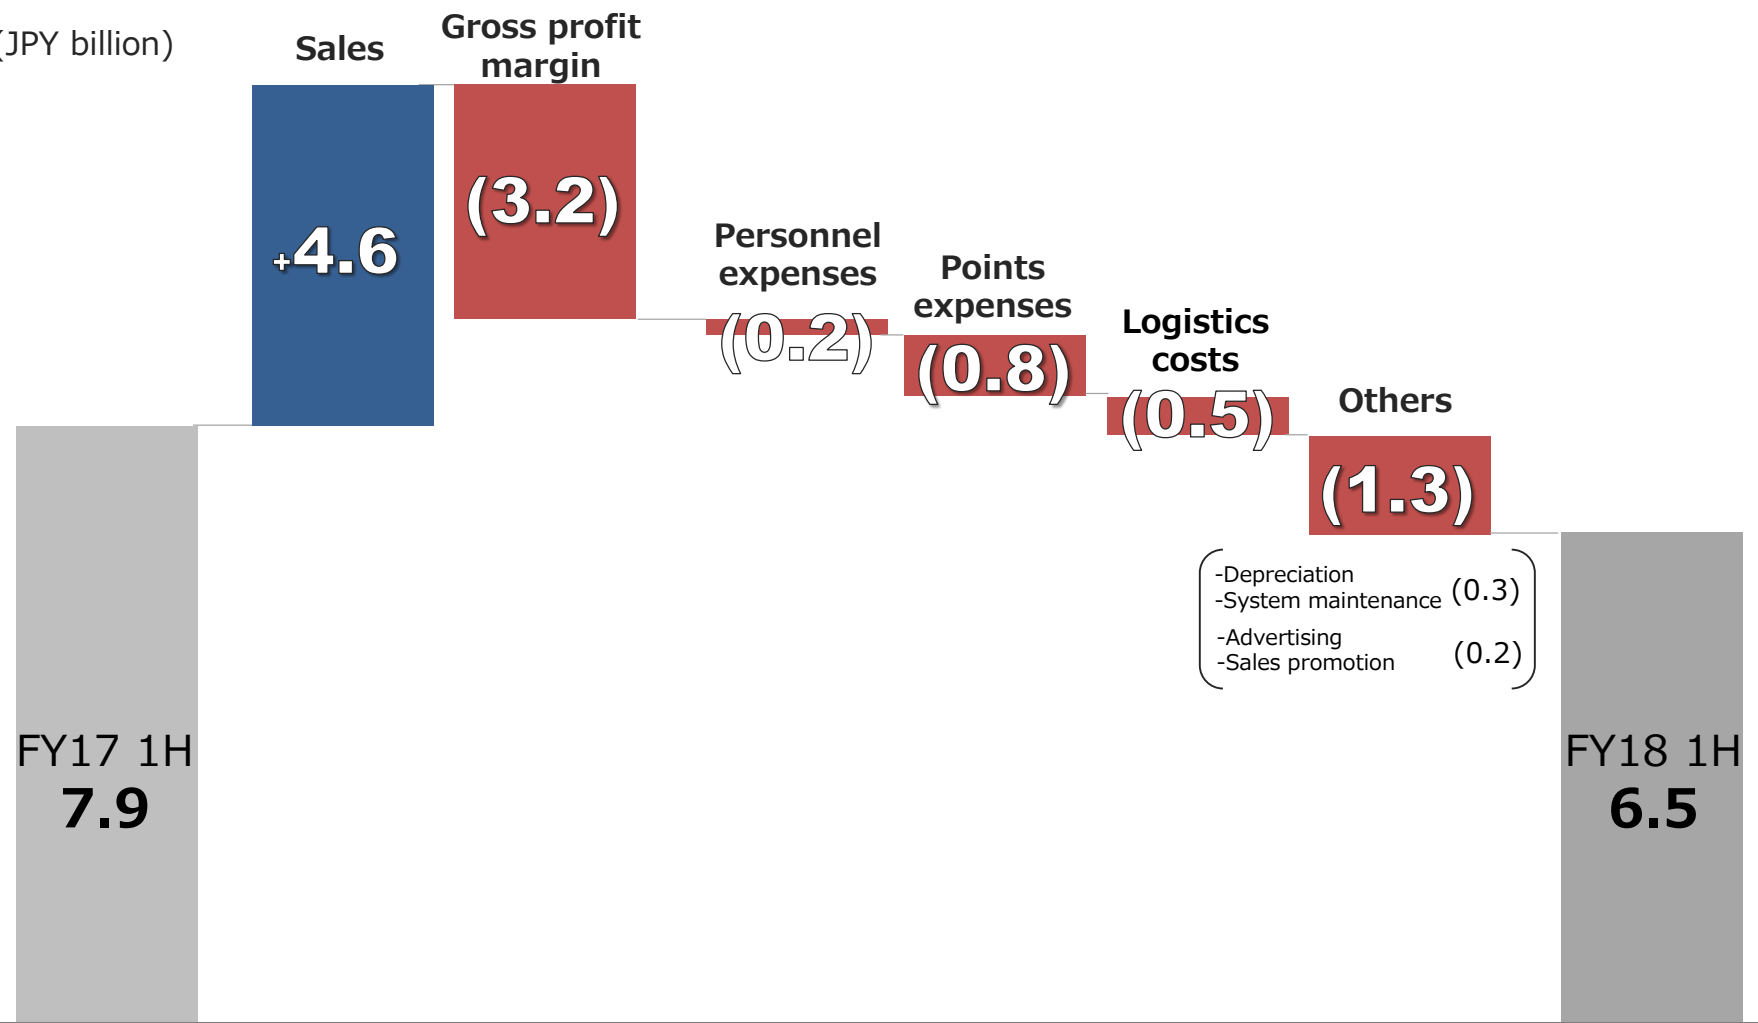 (JPY billion)
Sales
Gross profit
margin
+4.6
(3.2)
Personnel
expenses
(0.2)
Points
expenses
(0.8)
Logistics
costs
(0.5)
Others
(1.3)
-Depreciation
-System maintenance (0.3)
-Advertising
-Sales promotion (0.2)
FY17 1H
7.9
FY18 1H
6.5